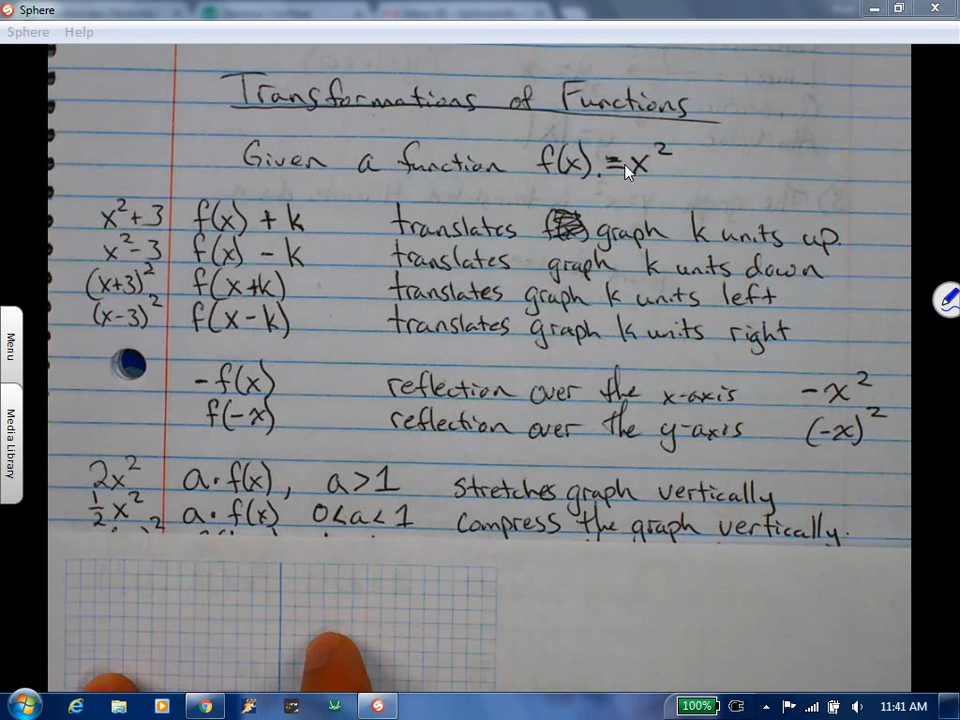 Sphere
Sphere Help
Transformations of Functions
Given a function f(x) = x²
x²+3 f(x) + k translates graph k units up.
x²-3 f(x) - k translates graph k units down
(x+3)² f(x+k) translates graph k units left
(x-3)² f(x-k) translates graph k units right
-f(x) reflection over the x-axis -x²
f(-x) reflection over the y-axis (-x)²
2x² a·f(x), a>1 stretches graph vertically
½x² a·f(x) 0<a<1 compress the graph vertically.
Menu
Media Library
100% 11:41 AM